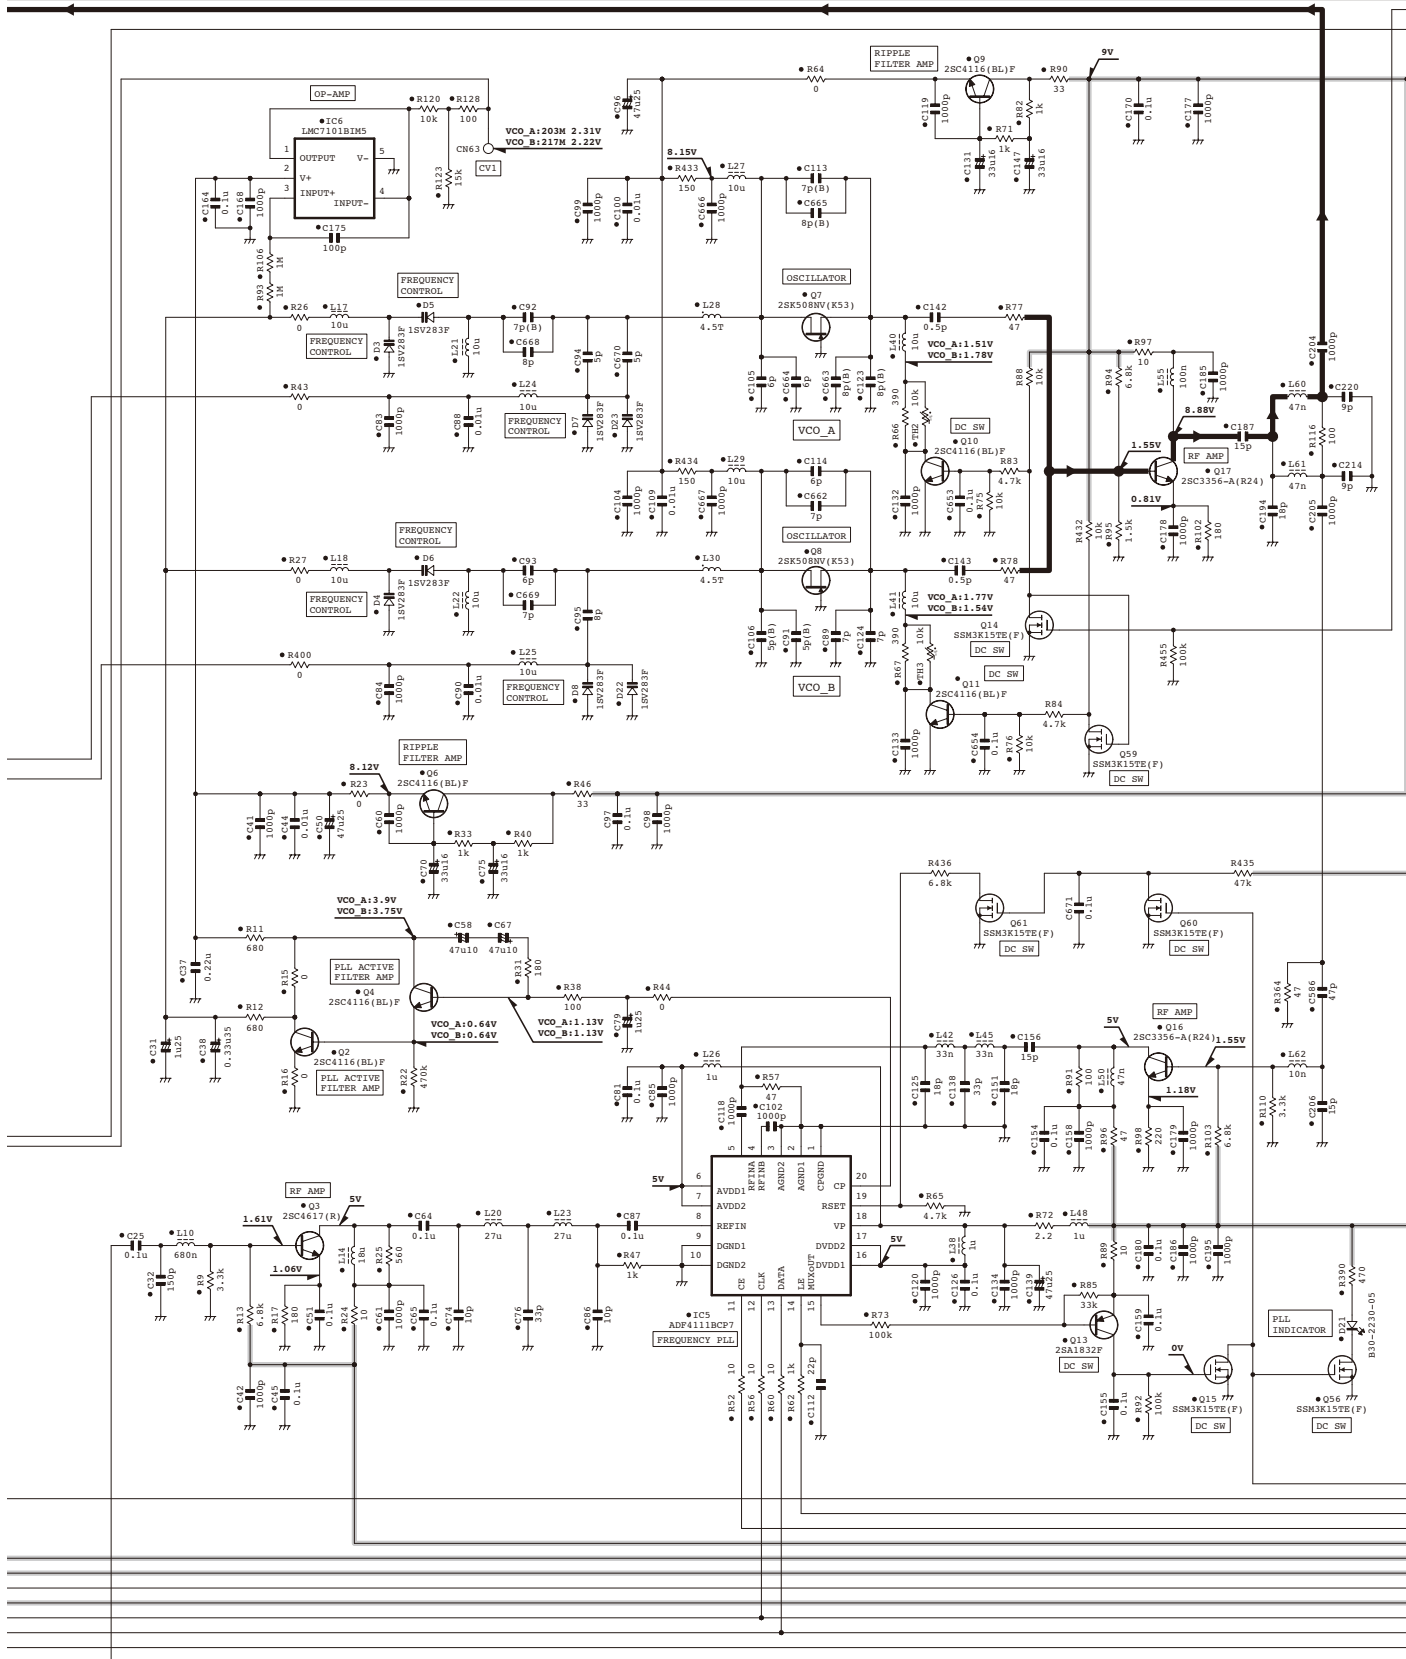 RIPPLE
FILTER AMP
Q9
2SC4116(BL)F
R64
0
R90
33
9V
C96
47u25
C119
1000p
R82
1k
R71
1k
C131
33u16
C147
33u16
C170
0.1u
C177
1000p
OP-AMP
IC6
LMC7101BIM5
1
OUTPUT
V-
5
2
V+
3
INPUT+
INPUT-
4
R120
10k
R128
100
CN63
CV1
VCO_A:203M 2.31V
VCO_B:217M 2.22V
R123
15k
C164
0.1u
C168
1000p
C175
100p
R106
1M
R93
1M
8.15V
R433
150
L27
10u
C113
7p(B)
C665
8p(B)
C99
1000p
C100
0.01u
C666
1000p
R26
0
L17
10u
FREQUENCY
CONTROL
D5
1SV283F
FREQUENCY
CONTROL
D3
1SV283F
L21
10u
C92
7p(B)
C668
8p
C94
5p
C670
5p
L28
4.5T
OSCILLATOR
Q7
2SK508NV(K53)
C142
0.5p
R77
47
L40
10u
VCO_A:1.51V
VCO_B:1.78V
C105
6p
C664
6p
C663
8p(B)
C123
8p(B)
VCO_A
R43
0
L24
10u
FREQUENCY
CONTROL
C83
1000p
C88
0.01u
D7
1SV283F
D23
1SV283F
R66
390
TH2
10k
DC SW
Q10
2SC4116(BL)F
R83
4.7k
R88
10k
R94
6.8k
R97
10
L55
100n
C185
1000p
8.88V
1.55V
RF AMP
Q17
2SC3356-A(R24)
0.81V
C187
15p
L60
47n
C220
9p
C204
1000p
R116
100
L61
47n
C214
9p
C194
18p
C205
1000p
C104
1000p
C109
0.01u
R434
150
C667
1000p
L29
10u
C114
6p
C662
7p
OSCILLATOR
Q8
2SK508NV(K53)
C132
1000p
C653
0.1u
R75
10k
R432
10k
R95
1.5k
C178
1000p
R102
180
R27
0
L18
10u
FREQUENCY
CONTROL
D6
1SV283F
FREQUENCY
CONTROL
D4
1SV283F
L22
10u
C93
6p
C669
7p
C95
8p
L30
4.5T
C143
0.5p
R78
47
L41
10u
VCO_A:1.77V
VCO_B:1.54V
C106
5p(B)
C91
5p(B)
C89
7p
C124
7p
VCO_B
R67
390
TH3
10k
Q14
SSM3K15TE(F)
DC SW
DC SW
Q11
2SC4116(BL)F
R84
4.7k
R455
100k
Q59
SSM3K15TE(F)
DC SW
R400
0
L25
10u
FREQUENCY
CONTROL
C84
1000p
C90
0.01u
D8
1SV283F
D22
1SV283F
C133
1000p
C654
0.1u
R76
10k
RIPPLE
FILTER AMP
Q6
2SC4116(BL)F
8.12V
R23
0
R46
33
C41
1000p
C44
0.01u
C50
47u25
C60
1000p
R33
1k
R40
1k
C70
33u16
C75
33u16
C97
0.1u
C98
1000p
R436
6.8k
Q61
SSM3K15TE(F)
DC SW
C671
0.1u
Q60
SSM3K15TE(F)
DC SW
R435
47k
VCO_A:3.9V
VCO_B:3.75V
R11
680
C58
47u10
C67
47u10
C37
0.22u
R15
0
PLL ACTIVE
FILTER AMP
Q4
2SC4116(BL)F
R31
180
R38
100
R44
0
R12
680
VCO_A:0.64V
VCO_B:0.64V
VCO_A:1.13V
VCO_B:1.13V
C79
1u25
C31
1u25
C38
0.33u35
Q2
2SC4116(BL)F
PLL ACTIVE
FILTER AMP
R16
0
R22
470k
L26
1u
C81
0.1u
C85
1000p
C118
1000p
R57
47
C102
1000p
L42
33n
L45
33n
C156
15p
C125
18p
C138
33p
C151
18p
5V
RF AMP
Q16
2SC3356-A(R24)
1.55V
1.18V
R91
100
L50
47n
R364
47
C586
47p
L62
10n
R110
3.3k
C206
15p
C154
0.1u
C158
1000p
R96
47
R98
220
C179
1000p
R103
6.8k
5V
5
4
3
2
1
RFINA
RFINB
AGND2
AGND1
CPGND
6
AVDD1
7
AVDD2
8
REFIN
9
DGND1
10
DGND2
20
CP
19
RSET
18
VP
17
DVDD2
16
DVDD1
CE
CLK
DATA
LE
MUXOUT
11
12
13
14
15
IC5
ADF4111BCP7
FREQUENCY PLL
R65
4.7k
5V
L38
1u
R72
2.2
L48
1u
R89
10
C180
0.1u
C186
1000p
C195
1000p
C120
1000p
C126
0.1u
C134
1000p
C139
47u25
R85
33k
R73
100k
Q13
2SA1832F
DC SW
C159
0.1u
0V
Q15
SSM3K15TE(F)
DC SW
C155
0.1u
R92
100k
R390
470
PLL
INDICATOR
D21
B30-2230-05
Q56
SSM3K15TE(F)
DC SW
RF AMP
Q3
2SC4617(R)
5V
1.61V
1.06V
C25
0.1u
L10
680n
C32
150p
R9
3.3k
R13
6.8k
R17
180
C51
0.1u
L14
18u
R25
560
R24
10
C61
1000p
C65
0.1u
C64
0.1u
C74
10p
L20
27u
C76
33p
L23
27u
C86
10p
C87
0.1u
R47
1k
C42
1000p
C45
0.1u
R52
10
R56
10
R60
10
R62
1k
C112
22p